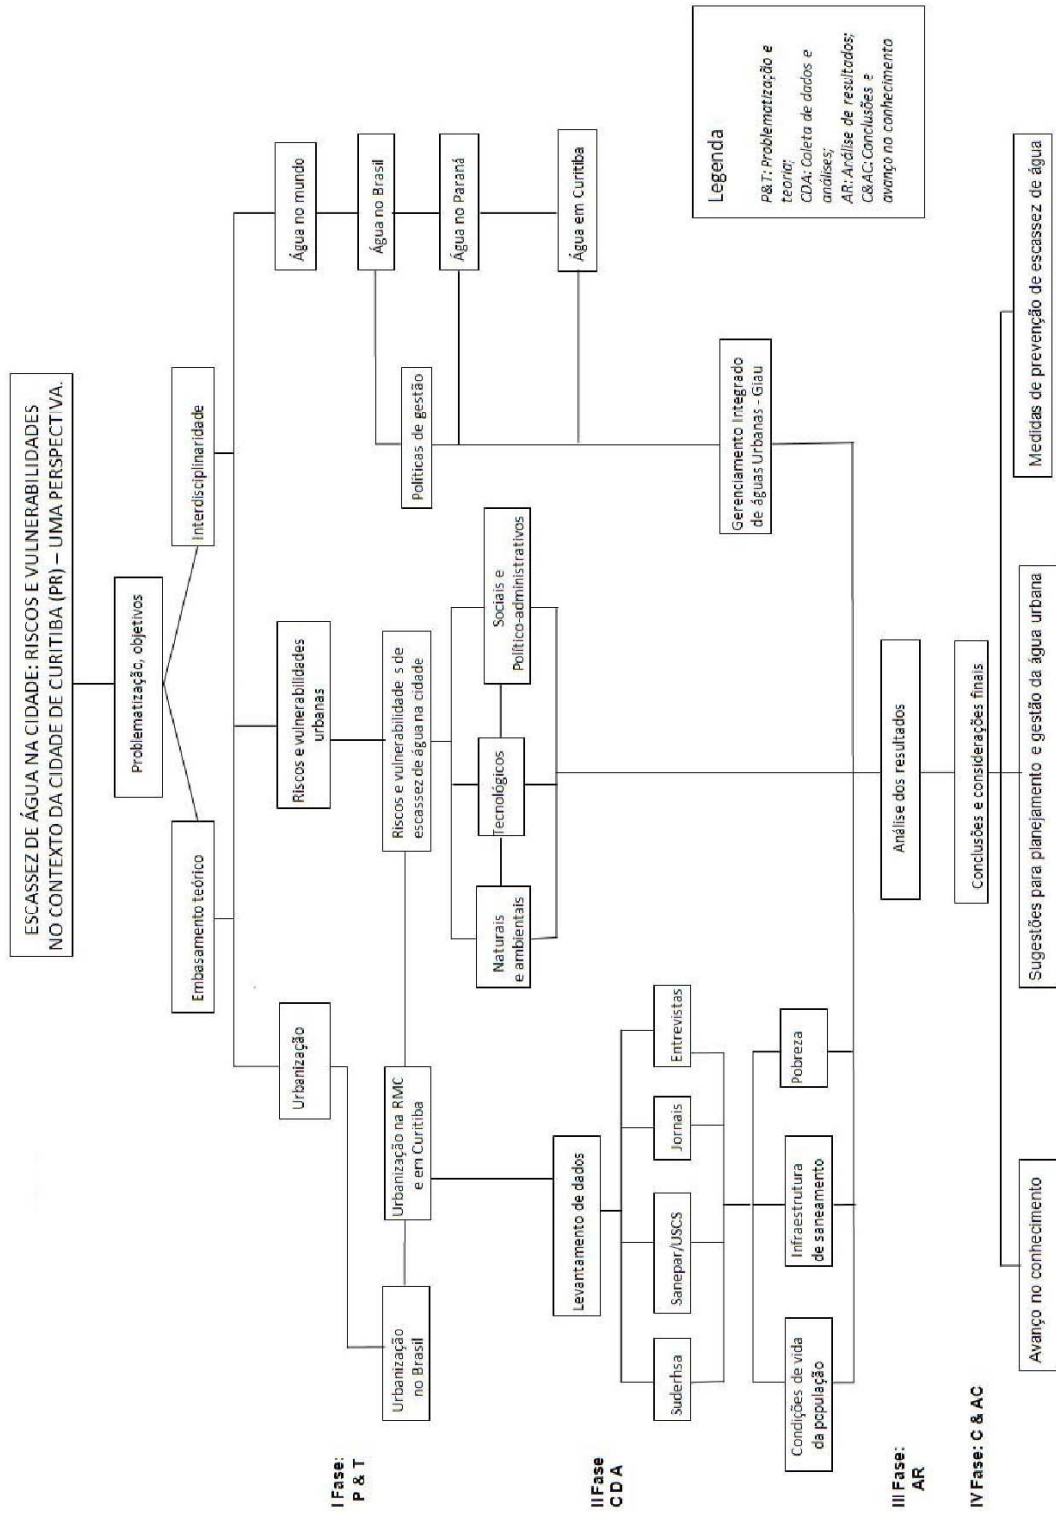 ESCASSEZ DE ÁGUA NA CIDADE: RISCOS E VULNERABILIDADES
NO CONTEXTO DA CIDADE DE CURITIBA (PR) – UMA PERSPECTIVA.
Problematização, objetivos
Embasamento teórico
Interdisciplinaridade
Urbanização
Riscos e vulnerabilidades
urbanas
Água no mundo
I Fase:
P & T
Urbanização
no Brasil
Urbanização na RMC
e em Curitiba
Riscos e vulnerabilidade s de
escassez de água na cidade
Políticas de gestão
Água no Brasil
Água no Paraná
Naturais
e ambientais
Tecnológicos
Sociais e
Político-administrativos
Água em Curitiba
II Fase
C D A
Levantamento de dados
Suderhsa
Sanepar/USCS
Jornais
Entrevistas
Condições de vida
da população
Infraestrutura
de saneamento
Pobreza
Gerenciamento Integrado
de águas Urbanas - Giau
Legenda
P&T: Problematização e
teoria;
CDA: Coleta de dados e
análises;
AR: Análise de resultados;
C&AC: Conclusões e
avanço no conhecimento
III Fase:
AR
Análise dos resultados
IV Fase: C & AC
Conclusões e considerações finais
Avanço no conhecimento
Sugestões para planejamento e gestão da água urbana
Medidas de prevenção de escassez de água